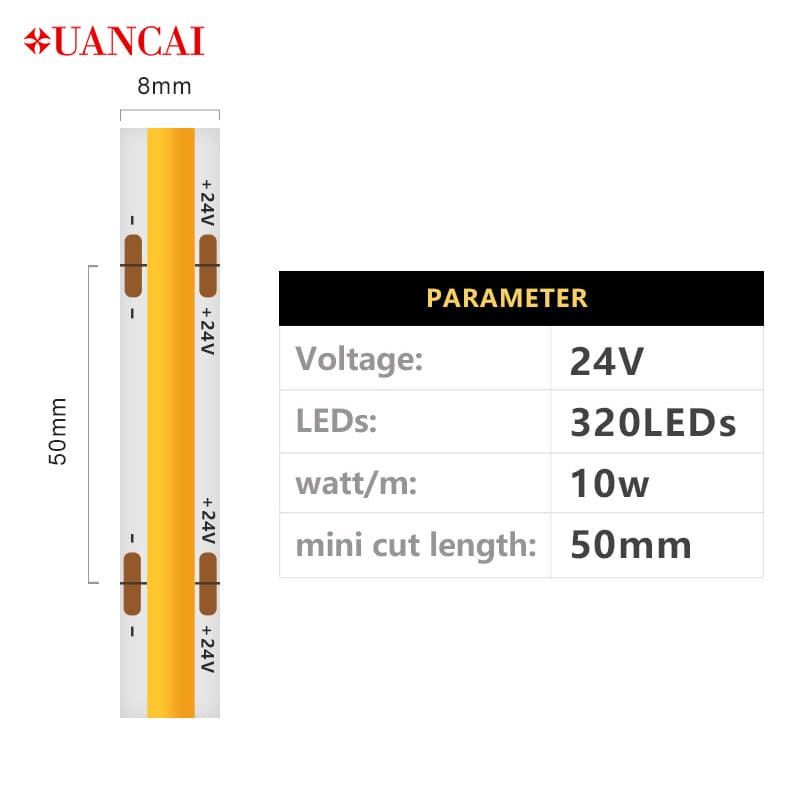 UANCAI
8mm
-
+24V
-
+24V
50mm
-
+24V
-
+24V
PARAMETER
Voltage: 24V
LEDs: 320LEDs
watt/m: 10w
mini cut length: 50mm